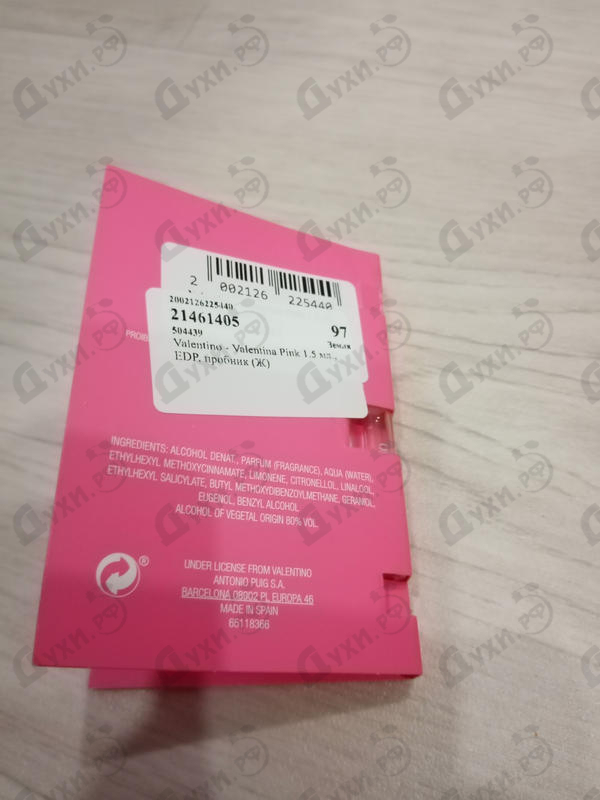 2 002126 225440
2002126225440
21461405 97
504439 Земля
Valentino - Valentina Pink 1.5 мл.,
EDP, пробник (Ж)
INGREDIENTS: ALCOHOL DENAT., PARFUM (FRAGRANCE), AQUA (WATER),
ETHYLHEXYL METHOXYCINNAMATE, LIMONENE, CITRONELLOL, LINALOOL,
ETHYLHEXYL SALICYLATE, BUTYL METHOXYDIBENZOYLMETHANE, GERANIOL,
EUGENOL, BENZYL ALCOHOL
ALCOHOL OF VEGETAL ORIGIN 80% VOL.
®
UNDER LICENSE FROM VALENTINO
ANTONIO PUIG S.A.
BARCELONA 08902 PL EUROPA 46
MADE IN SPAIN
66118366
Духи.рф